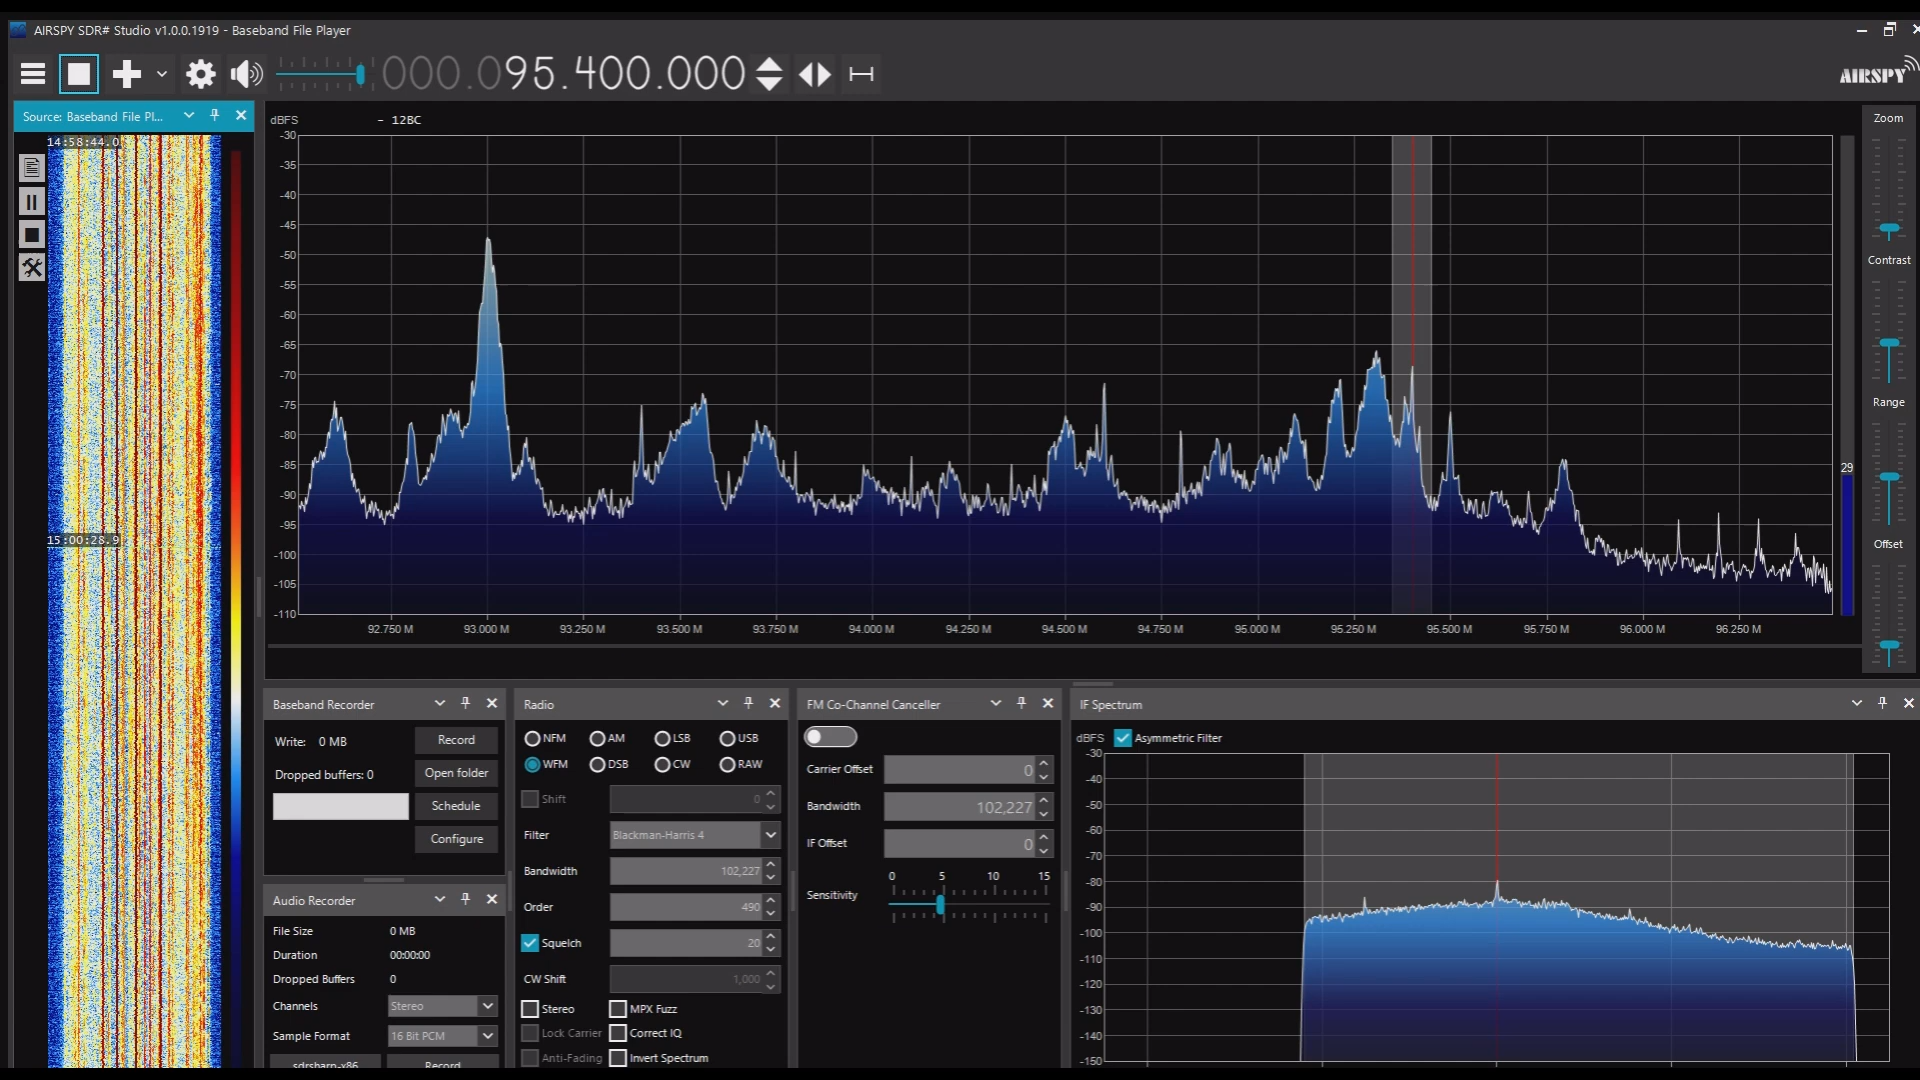 AIRSPY SDR# Studio v1.0.0.1919 - Baseband File Player
000.095.400.000
AIRSPY
Source: Baseband File Pl...
14:58:44.0
15:00:28.9
dBFS
- 12BC
-30
-35
-40
-45
-50
-55
-60
-65
-70
-75
-80
-85
-90
-95
-100
-105
-110
92.750 M 93.000 M 93.250 M 93.500 M 93.750 M 94.000 M 94.250 M 94.500 M 94.750 M 95.000 M 95.250 M 95.500 M 95.750 M 96.000 M 96.250 M
29
Zoom
Contrast
Range
Offset
Baseband Recorder
Write: 0 MB
Record
Dropped buffers: 0
Open folder
Schedule
Configure
Audio Recorder
File Size 0 MB
Duration 00:00:00
Dropped Buffers 0
Channels Stereo
Sample Format 16 Bit PCM
sdrsharp-x86 Record
Radio
NFM AM LSB USB
WFM DSB CW RAW
Shift 0
Filter Blackman-Harris 4
Bandwidth 102,227
Order 490
Squelch 20
CW Shift 1,000
Stereo MPX Fuzz
Lock Carrier Correct IQ
Anti-Fading Invert Spectrum
FM Co-Channel Canceller
Carrier Offset 0
Bandwidth 102,227
IF Offset 0
0 5 10 15
Sensitivity
IF Spectrum
dBFS Asymmetric Filter
-30
-40
-50
-60
-70
-80
-90
-100
-110
-120
-130
-140
-150